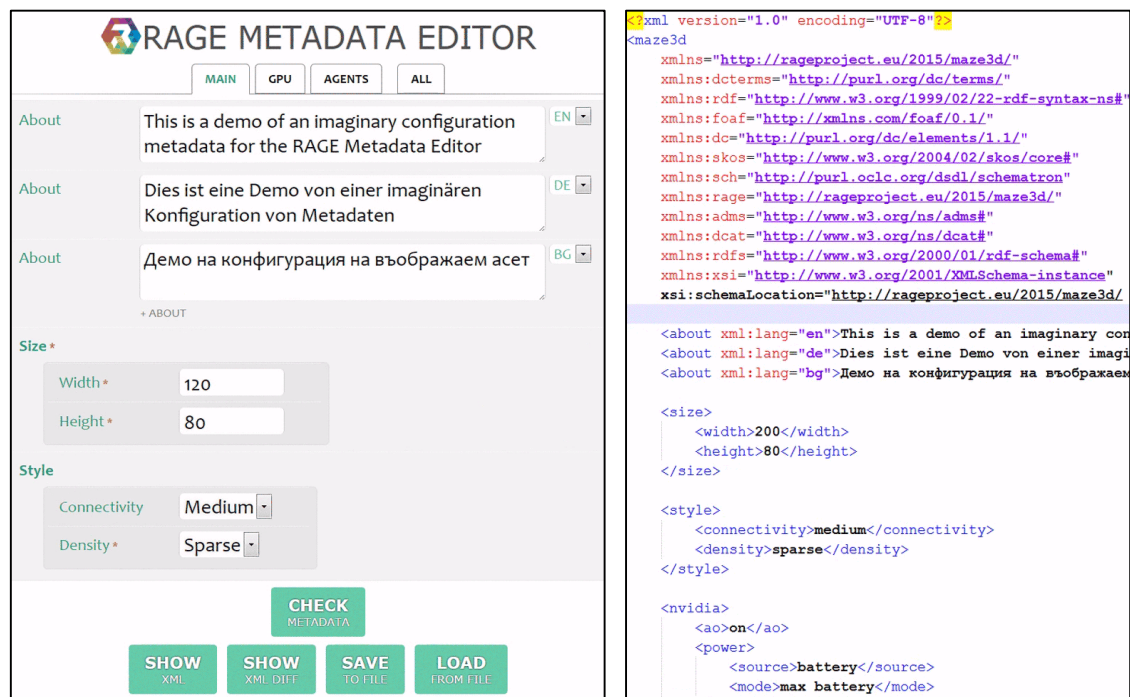 RAGE METADATA EDITOR
MAIN
GPU
AGENTS
ALL
About
This is a demo of an imaginary configuration
metadata for the RAGE Metadata Editor
EN
About
Dies ist eine Demo von einer imaginären
Konfiguration von Metadaten
DE
About
Демо на конфигурация на въображаем асет
BG
+ ABOUT
Size *
Width * 120
Height * 80
Style
Connectivity Medium
Density * Sparse
CHECK
METADATA
SHOW
XML
SHOW
XML DIFF
SAVE
TO FILE
LOAD
FROM FILE
<?xml version="1.0" encoding="UTF-8"?>
<maze3d
xmlns="http://rageproject.eu/2015/maze3d/"
xmlns:dcterms="http://purl.org/dc/terms/"
xmlns:rdf="http://www.w3.org/1999/02/22-rdf-syntax-ns#"
xmlns:foaf="http://xmlns.com/foaf/0.1/"
xmlns:dc="http://purl.org/dc/elements/1.1/"
xmlns:skos="http://www.w3.org/2004/02/skos/core#"
xmlns:sch="http://purl.oclc.org/dsdl/schematron"
xmlns:rage="http://rageproject.eu/2015/maze3d/"
xmlns:adms="http://www.w3.org/ns/adms#"
xmlns:dcat="http://www.w3.org/ns/dcat#"
xmlns:rdfs="http://www.w3.org/2000/01/rdf-schema#"
xmlns:xsi="http://www.w3.org/2001/XMLSchema-instance"
xsi:schemaLocation="http://rageproject.eu/2015/maze3d/
<about xml:lang="en">This is a demo of an imaginary con
<about xml:lang="de">Dies ist eine Demo von einer imagi
<about xml:lang="bg">Демо на конфигурация на въображаем
<size>
<width>200</width>
<height>80</height>
</size>
<style>
<connectivity>medium</connectivity>
<density>sparse</density>
</style>
<nvidia>
<ao>on</ao>
<power>
<source>battery</source>
<mode>max battery</mode>